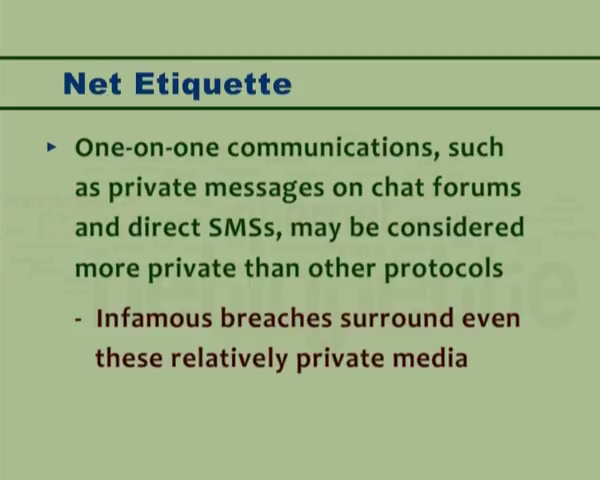 Net Etiquette
► One-on-one communications, such
as private messages on chat forums
and direct SMSs, may be considered
more private than other protocols
- Infamous breaches surround even
these relatively private media